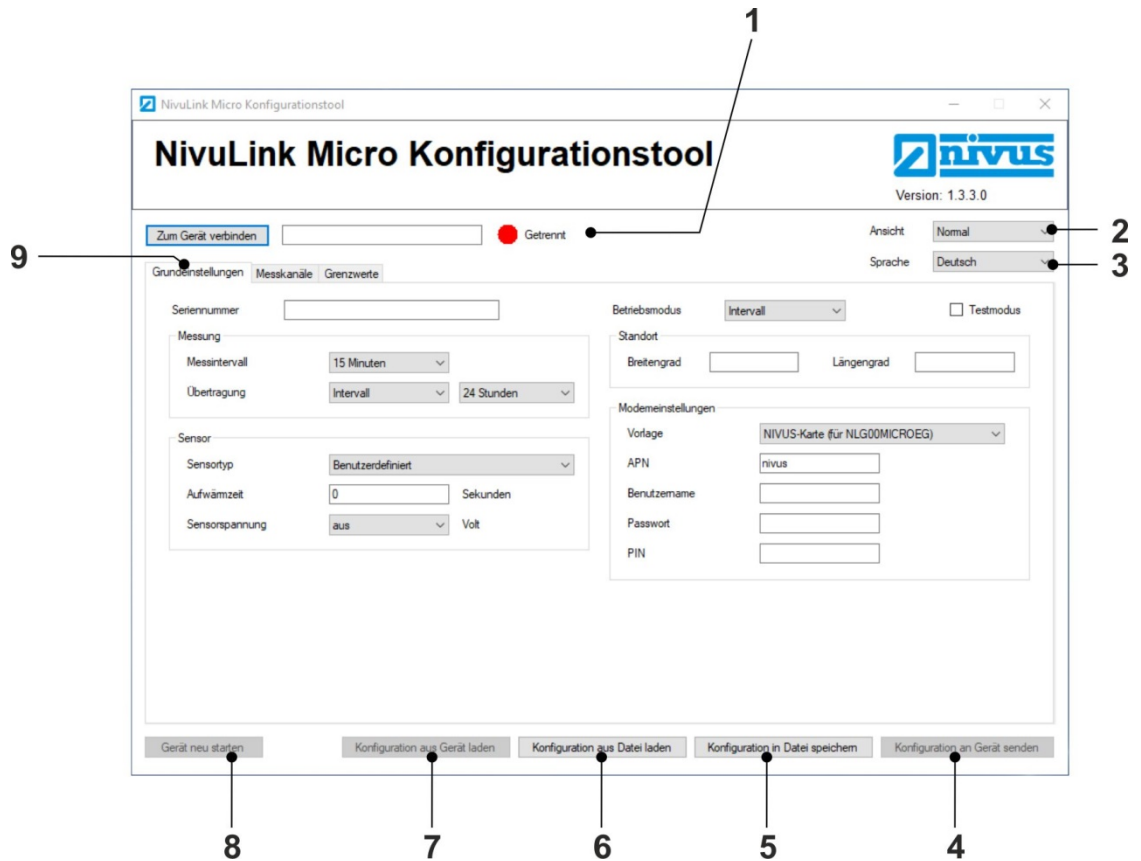 1
NivuLink Micro Konfigurationstool
NivuLink Micro Konfigurationstool
nivus
Version: 1.3.3.0
Zum Gerät verbinden Getrennt Ansicht Normal 2
9 Sprache Deutsch 3
Grundeinstellungen Messkanäle Grenzwerte
Seriennummer Betriebsmodus Intervall Testmodus
Messung Standort
Messintervall 15 Minuten Breitengrad Längengrad
Übertragung Intervall 24 Stunden
Modemeinstellungen
Sensor Vorlage NIVUS-Karte (für NLG00MICROEG)
Sensortyp Benutzerdefiniert APN nivus
Aufwärmzeit 0 Sekunden Benutzername
Sensorspannung aus Volt Passwort
PIN
Gerät neu starten Konfiguration aus Gerät laden Konfiguration aus Datei laden Konfiguration in Datei speichern Konfiguration an Gerät senden
8 7 6 5 4